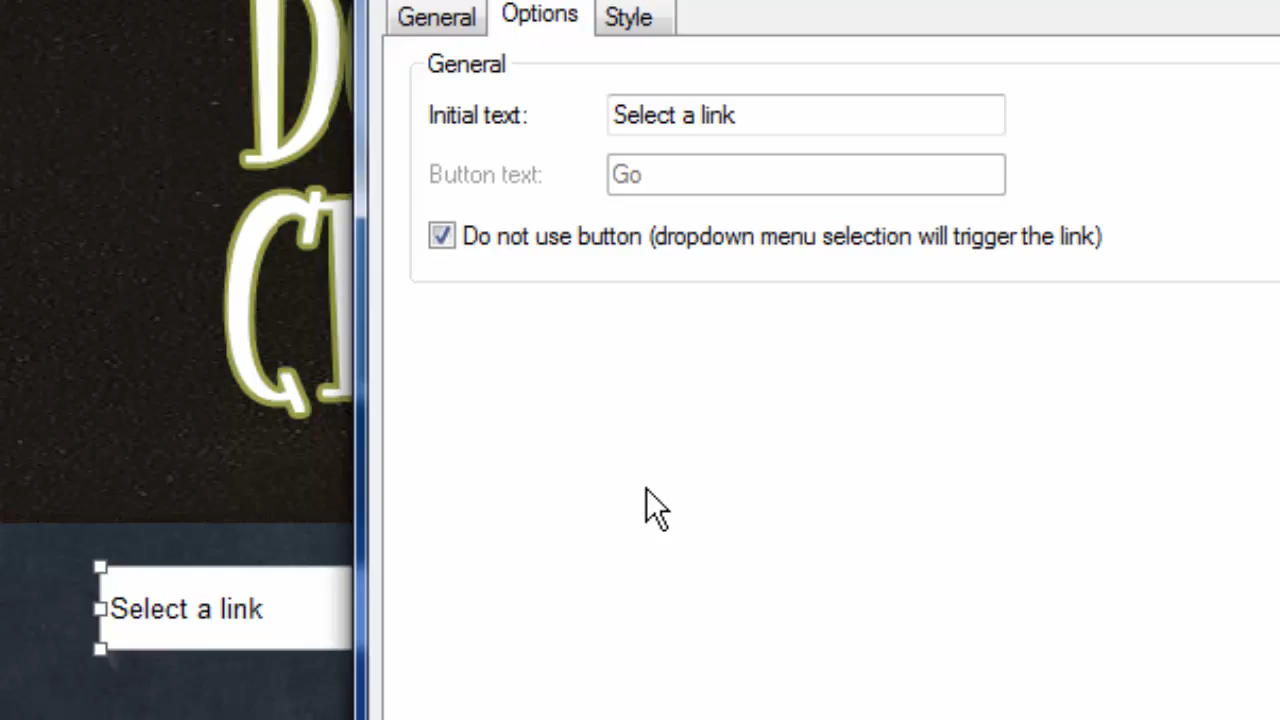 General Options Style
General
Initial text: Select a link
Button text: Go
Do not use button (dropdown menu selection will trigger the link)
Select a link